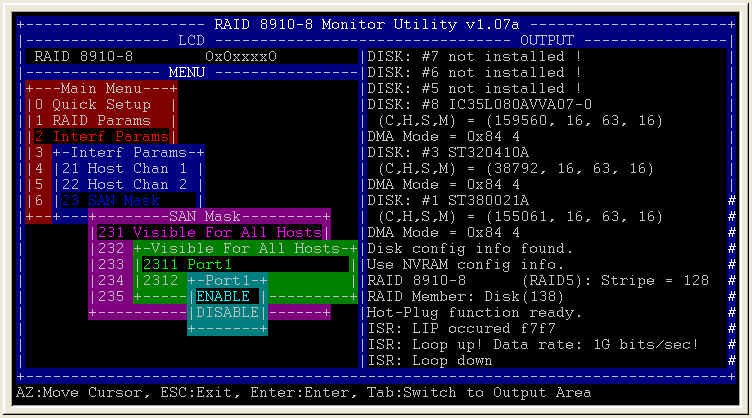 RAID 8910-8 Monitor Utility v1.07a
LCD
RAID 8910-8 OxOxxxxO
MENU
Main Menu
0 Quick Setup
1 RAID Params
2 Interf Params
3
4
5
6
Interf Params
21 Host Chan 1
22 Host Chan 2
23 SAN Mask
SAN Mask
231 Visible For All Hosts
232
233
234
235
Visible For All Hosts
2311 Port1
2312
Port1
ENABLE
DISABLE
OUTPUT
DISK: #7 not installed !
DISK: #6 not installed !
DISK: #5 not installed !
DISK: #8 IC35L080AVVA07-0
(C,H,S,M) = (159560, 16, 63, 16)
DMA Mode = 0x84 4
DISK: #3 ST320410A
(C,H,S,M) = (38792, 16, 63, 16)
DMA Mode = 0x84 4
DISK: #1 ST380021A
(C,H,S,M) = (155061, 16, 63, 16)
DMA Mode = 0x84 4
Disk config info found.
Use NVRAM config info.
RAID 8910-8 (RAID5): Stripe = 128
RAID Member: Disk(138)
Hot-Plug function ready.
ISR: LIP occured f7f7
ISR: Loop up! Data rate: 1G bits/sec!
ISR: Loop down
AZ:Move Cursor, ESC:Exit, Enter:Enter, Tab:Switch to Output Area